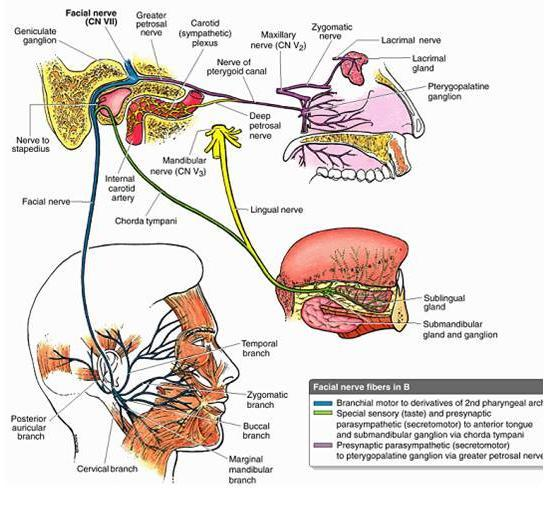 Facial nerve
(CN VII)
Greater
petrosal
nerve
Carotid
(sympathetic)
plexus
Geniculate
ganglion
Nerve of
pterygoid canal
Maxillary
nerve (CN V2)
Zygomatic
nerve
Lacrimal nerve
Lacrimal
gland
Pterygopalatine
ganglion
Deep
petrosal
nerve
Nerve to
stapedius
Mandibular
nerve (CN V3)
Internal
carotid
artery
Facial nerve
Chorda tympani
Lingual nerve
Sublingual
gland
Submandibular
gland and ganglion
Temporal
branch
Zygomatic
branch
Buccal
branch
Marginal
mandibular
branch
Posterior
auricular
branch
Cervical branch
Facial nerve fibers in B
Branchial motor to derivatives of 2nd pharyngeal arch
Special sensory (taste) and presynaptic
parasympathetic (secretomotor) to anterior tongue
and submandibular ganglion via chorda tympani
Presynaptic parasympathetic (secretomotor)
to pterygopalatine ganglion via greater petrosal nerve